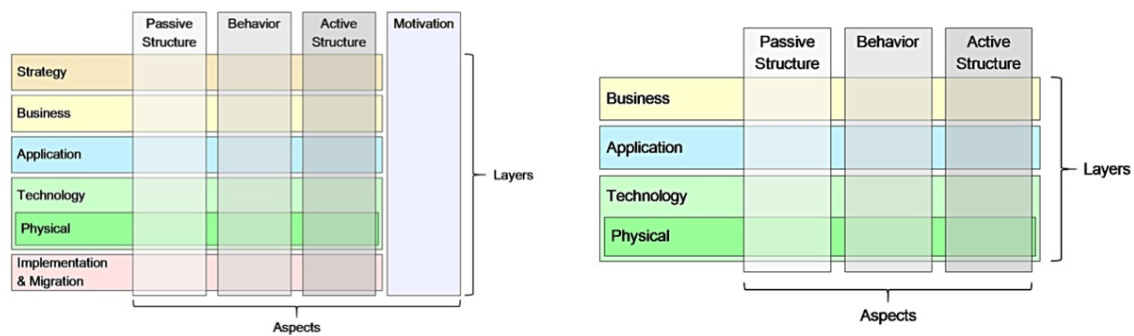 Passive
Structure
Behavior
Active
Structure
Motivation
Strategy
Business
Application
Technology
Physical
Implementation
& Migration
Layers
Aspects
Passive
Structure
Behavior
Active
Structure
Business
Application
Technology
Physical
Layers
Aspects